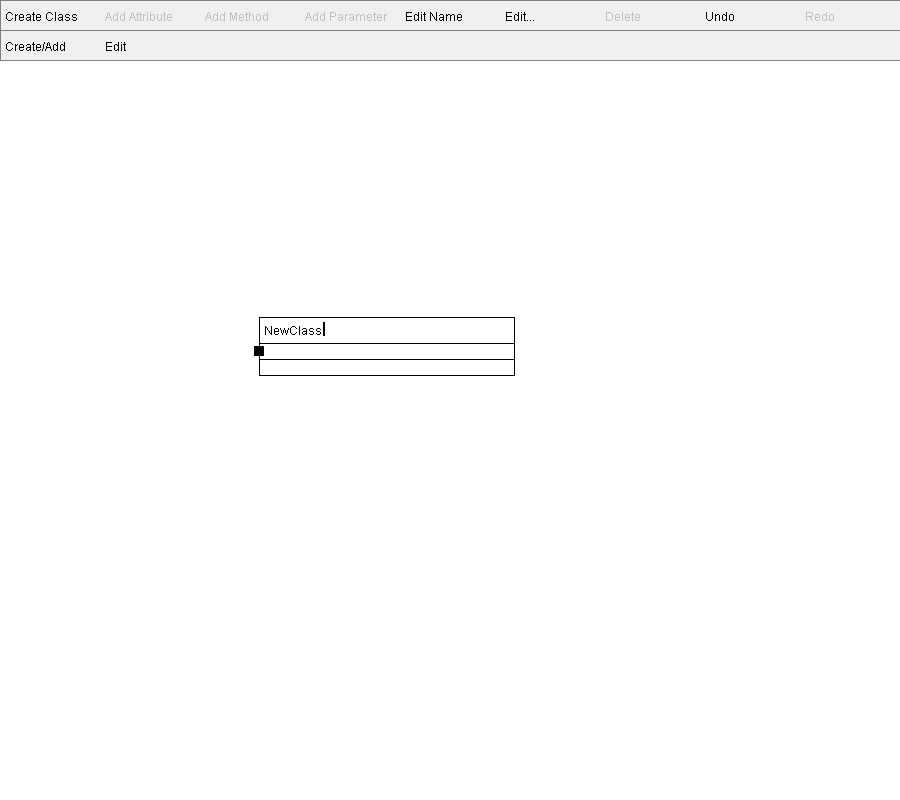 Create Class Add Attribute Add Method Add Parameter Edit Name Edit... Delete Undo Redo
Create/Add Edit
NewClass